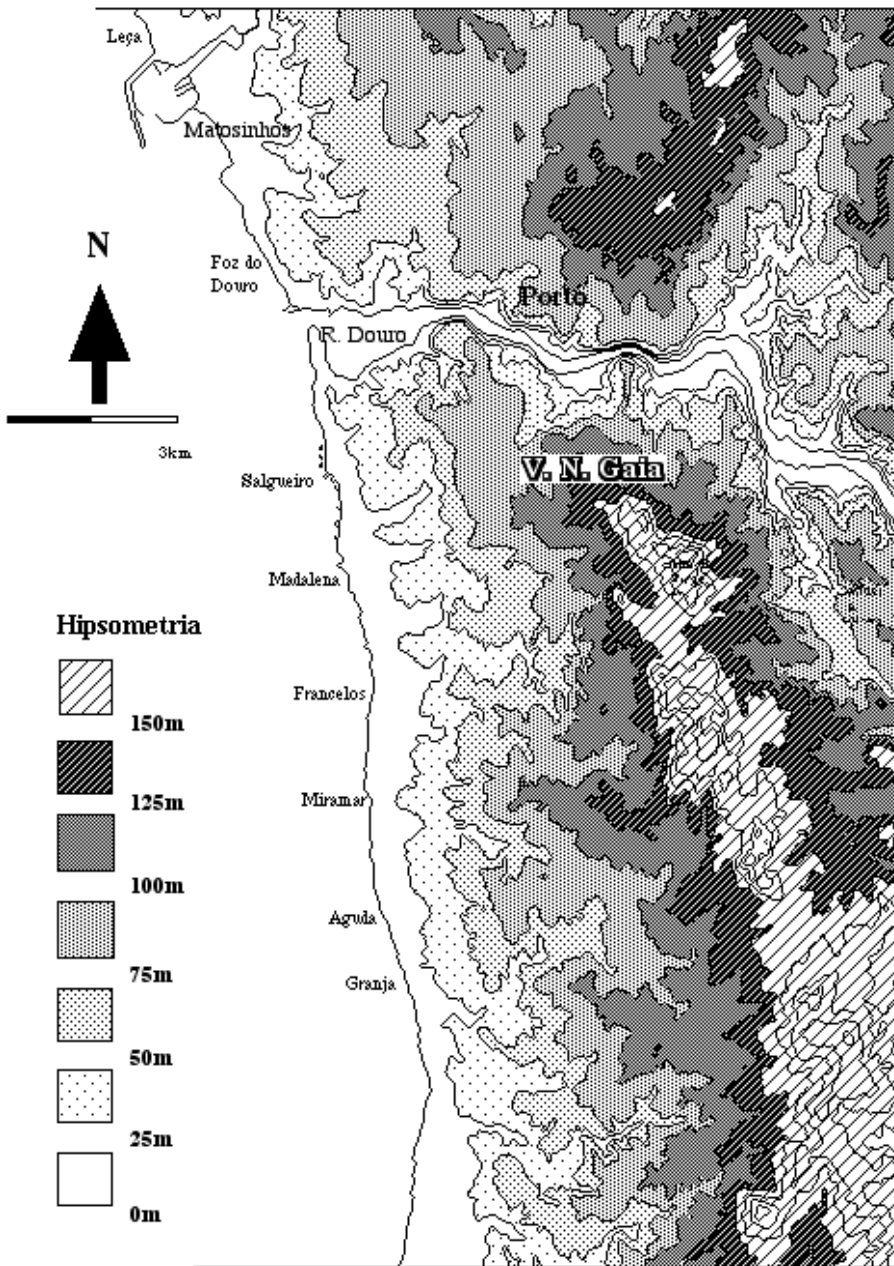 Leça
Matosinhos
N
Foz do
Douro
Porto
R. Douro
3km
V. N. Gaia
Salgueiro
Madalena
Hipsometria
Francelos
150m
Miramar
125m
100m
Aguda
75m
Granja
50m
25m
0m